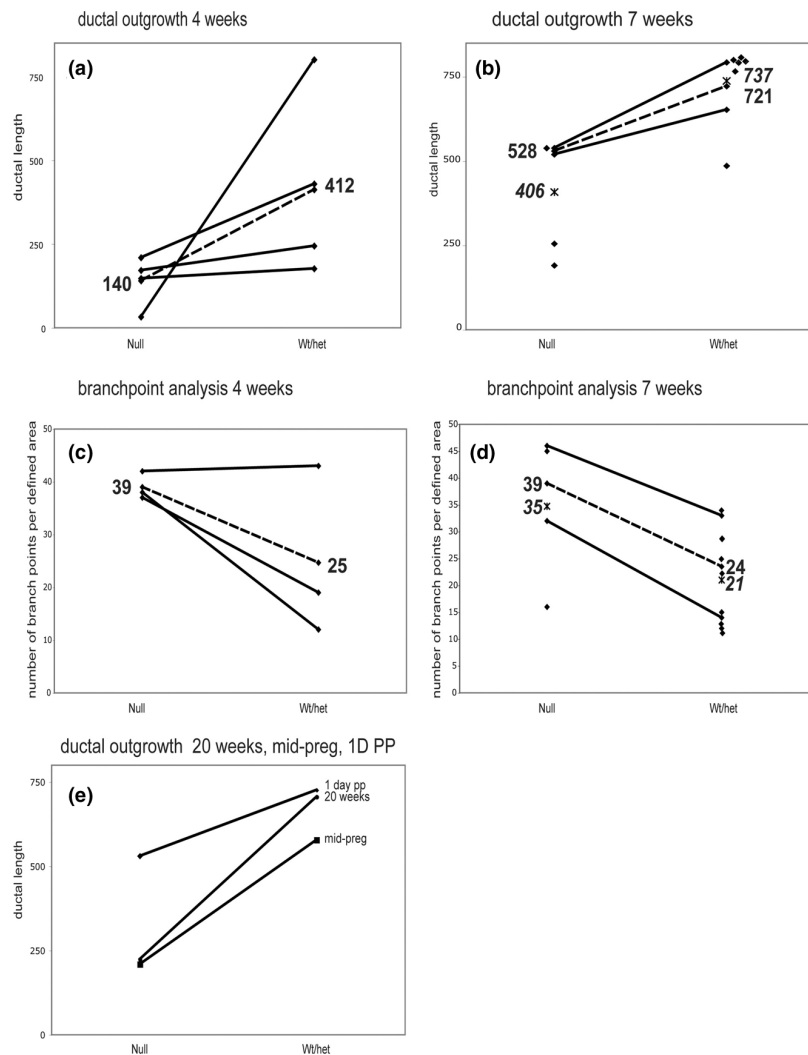 ductal outgrowth 4 weeks
(a)
ductal length
750
500
250
0
412
140
Null Wt/het
ductal outgrowth 7 weeks
(b)
ductal length
750
500
250
0
528
406
737
721
Null Wt/het
branchpoint analysis 4 weeks
(c)
number of branch points per defined area
50
40
30
20
10
0
39
25
Null Wt/het
branchpoint analysis 7 weeks
(d)
number of branch points per defined area
50
45
40
35
30
25
20
15
10
5
0
39
35
24
21
Null Wt/het
ductal outgrowth 20 weeks, mid-preg, 1D PP
(e)
ductal length
750
500
250
0
1 day pp
20 weeks
mid-preg
Null Wt/het